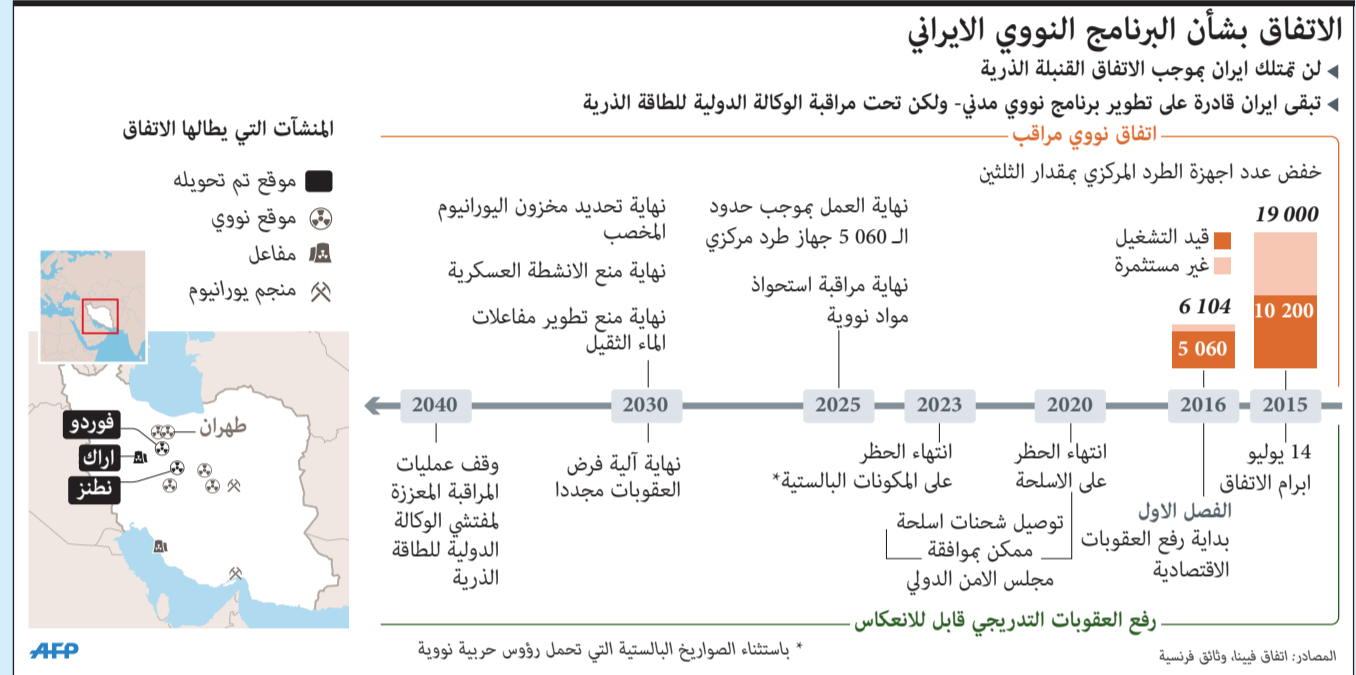 الاتفاق بشأن البرنامج النووي الايراني
لن تمتلك ايران بموجب الاتفاق القنبلة الذرية
تبقى ايران قادرة على تطوير برنامج نووي مدني- ولكن تحت مراقبة الوكالة الدولية للطاقة الذرية
اتفاق نووي مراقب
خفض عدد اجهزة الطرد المركزي بمقدار الثلثين
19 000
10 200
6 104
5 060
قيد التشغيل
غير مستثمرة
نهاية العمل بموجب حدود
الـ 060 5 جهاز طرد مركزي
نهاية مراقبة استحواذ
مواد نووية
نهاية تحديد مخزون اليورانيوم
المخصب
نهاية منع الانشطة العسكرية
نهاية منع تطوير مفاعلات
الماء الثقيل
2015
2016
2020
2023
2025
2030
2040
14 يوليو
ابرام الاتفاق
الفصل الاول
بداية رفع العقوبات
الاقتصادية
انتهاء الحظر
على الاسلحة
توصيل شحنات اسلحة
ممكن بموافقة
مجلس الامن الدولي
انتهاء الحظر
على المكونات البالستية*
نهاية آلية فرض
العقوبات مجددا
وقف عمليات
المراقبة المعززة
لمفتشي الوكالة
الدولية للطاقة
الذرية
رفع العقوبات التدريجي قابل للانعكاس
* باستثناء الصواريخ البالستية التي تحمل رؤوس حربية نووية
المصادر: اتفاق فيينا، وثائق فرنسية
المنشآت التي يطالها الاتفاق
موقع تم تحويله
موقع نووي
مفاعل
منجم يورانيوم
طهران
فوردو
اراك
نطنز
AFP